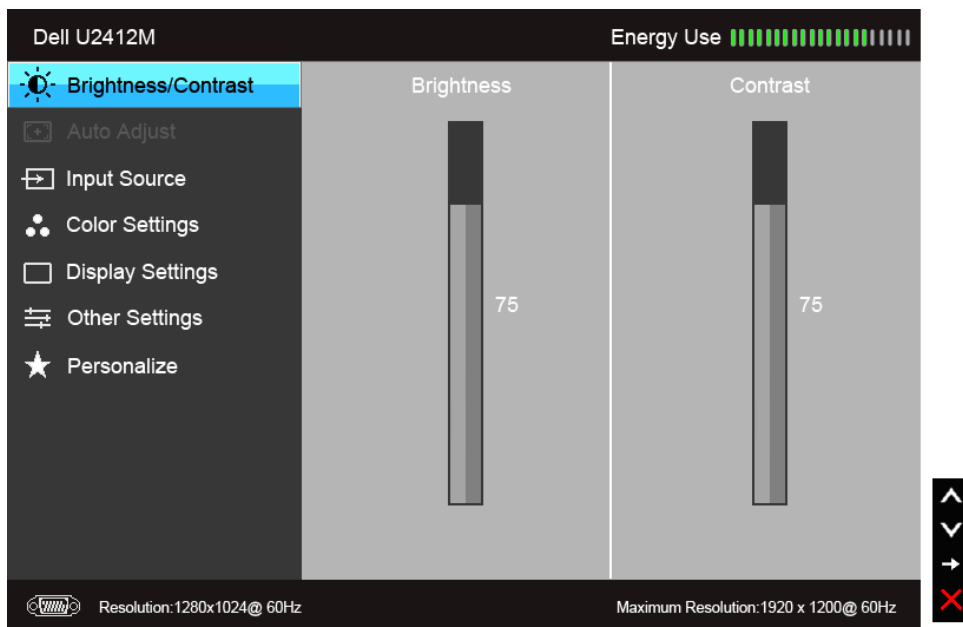 Dell U2412M
Energy Use
Brightness/Contrast
Brightness
Contrast
Auto Adjust
Input Source
Color Settings
Display Settings
75
75
Other Settings
Personalize
Resolution:1280x1024@ 60Hz
Maximum Resolution:1920 x 1200@ 60Hz